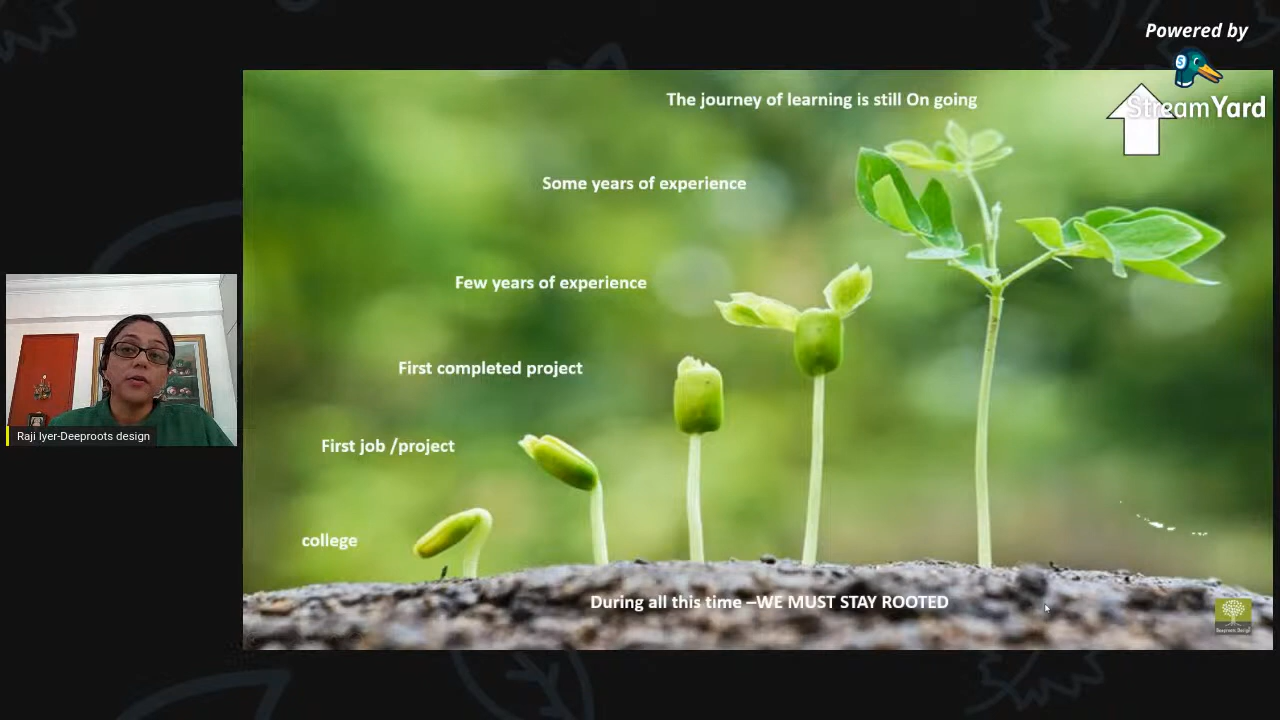 Powered by
StreamYard
The journey of learning is still On going
Some years of experience
Few years of experience
First completed project
First job /project
college
During all this time –WE MUST STAY ROOTED
Raji Iyer-Deeproots design
Deeproots Design